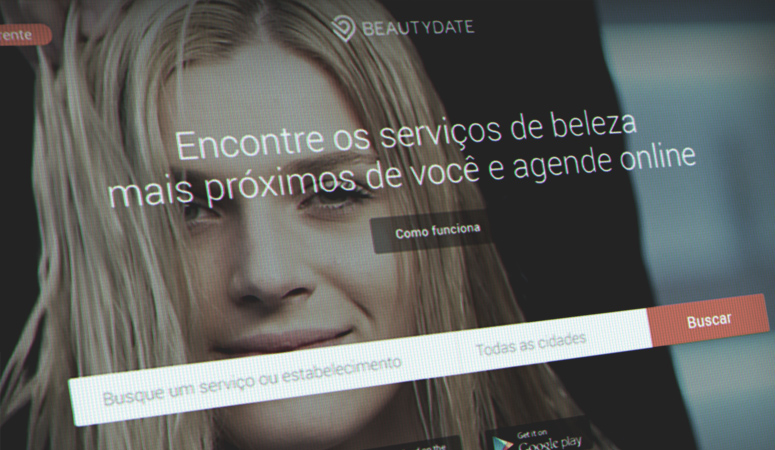 rente
BEAUTYDATE
Encontre os serviços de beleza
mais próximos de você e agende online
Como funciona
Busque um serviço ou estabelecimento
Todas as cidades
Buscar
on the
Get it on
Google play